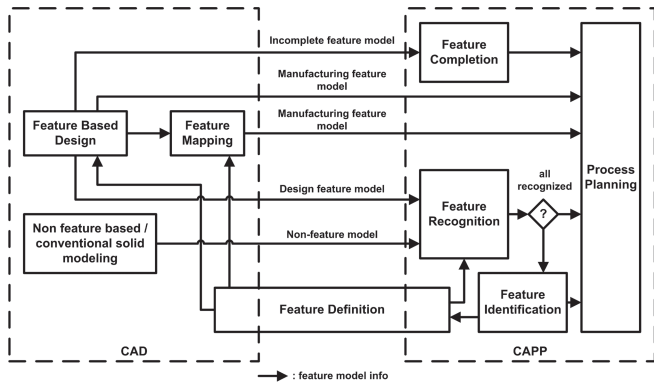 Incomplete feature model
Feature
Completion
Manufacturing feature
model
Manufacturing feature
model
Feature Based
Design
Feature
Mapping
Process
Planning
all
recognized
Design feature model
Feature
Recognition
?
Non feature based /
conventional solid
modeling
Non-feature model
Feature Definition
Feature
Identification
CAD
CAPP
: feature model info